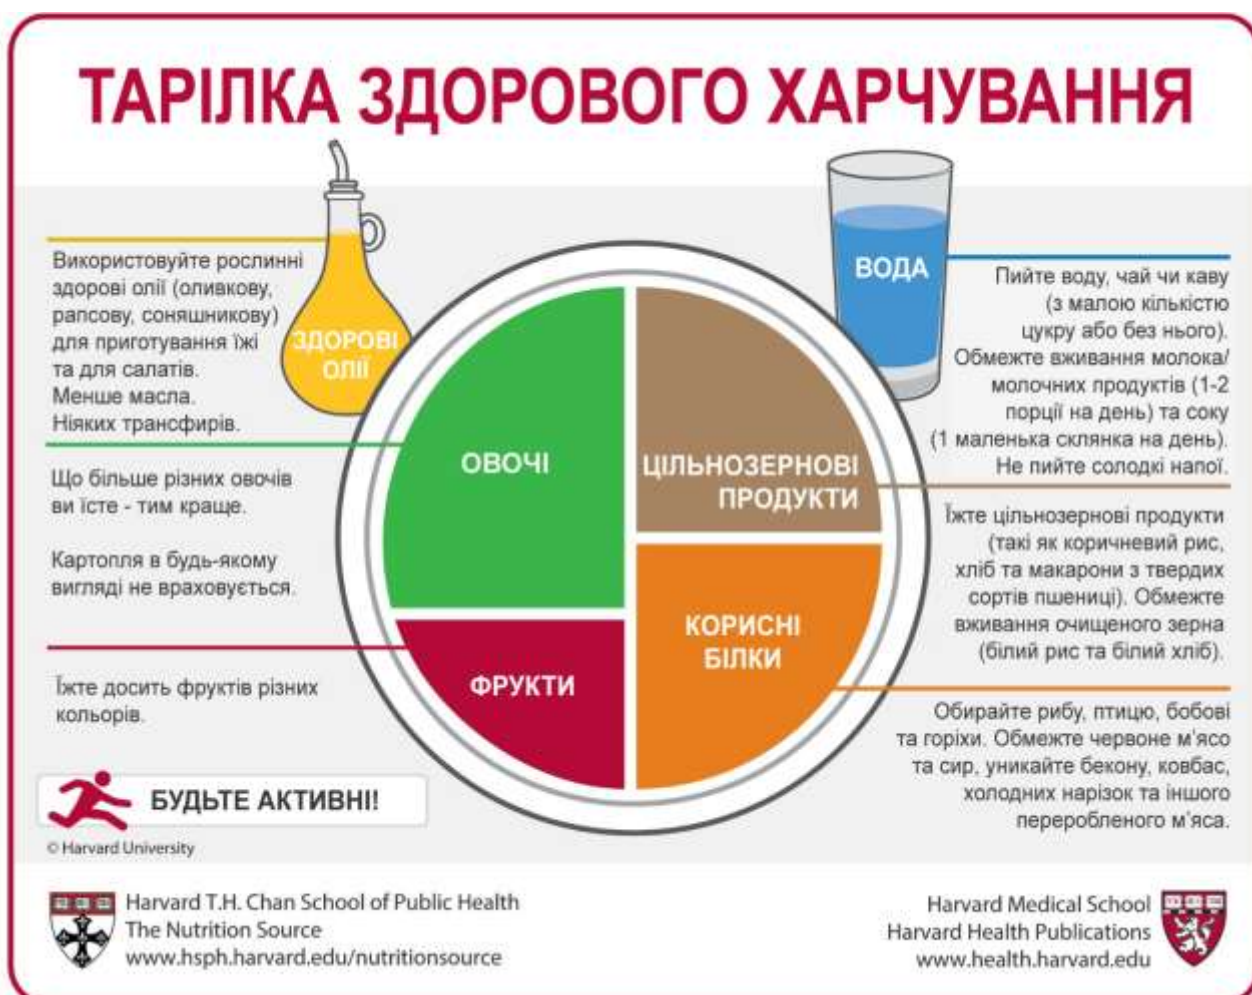 ТАРІЛКА ЗДОРОВОГО ХАРЧУВАННЯ
Використовуйте рослинні
здорові олії (оливкову,
рапсову, соняшникову)
для приготування їжі
та для салатів.
Менше масла.
Ніяких трансфирів.
ЗДОРОВІ
ОЛІЇ
Що більше різних овочів
ви їсте - тим краще.
Картопля в будь-якому
вигляді не враховується.
Їжте досить фруктів різних
кольорів.
ОВОЧІ
ФРУКТИ
ЦІЛЬНОЗЕРНОВІ
ПРОДУКТИ
КОРИСНІ
БІЛКИ
ВОДА
Пийте воду, чай чи каву
(з малою кількістю
цукру або без нього).
Обмежте вживання молока/
молочних продуктів (1-2
порції на день) та соку
(1 маленька склянка на день).
Не пийте солодкі напої.
Їжте цільнозернові продукти
(такі як коричневий рис,
хліб та макарони з твердих
сортів пшениці). Обмежте
вживання очищеного зерна
(білий рис та білий хліб).
Обирайте рибу, птицю, бобові
та горіхи. Обмежте червоне м'ясо
та сир, уникайте бекону, ковбас,
холодних нарізок та іншого
переробленого м'яса.
БУДЬТЕ АКТИВНІ!
© Harvard University
Harvard T.H. Chan School of Public Health
The Nutrition Source
www.hsph.harvard.edu/nutritionsource
Harvard Medical School
Harvard Health Publications
www.health.harvard.edu